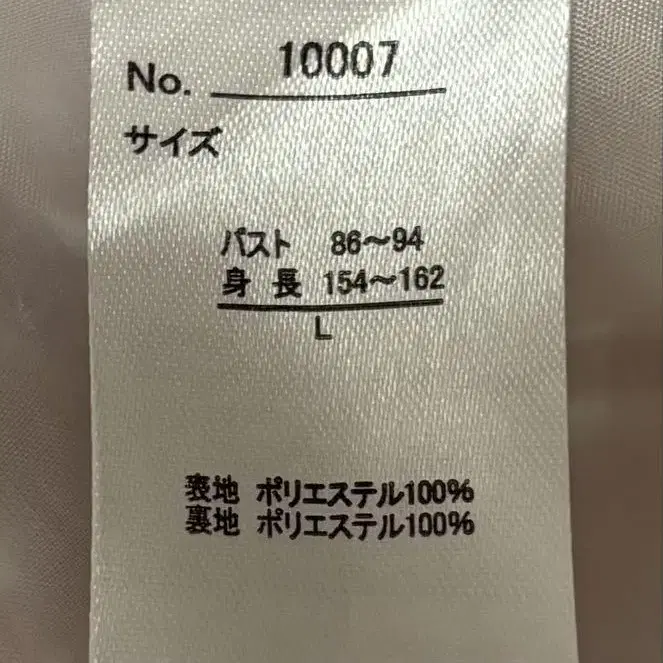 No. 10007
サイズ
バスト 86〜94
身長 154〜162
L
表地 ポリエステル100%
裏地 ポリエステル100%